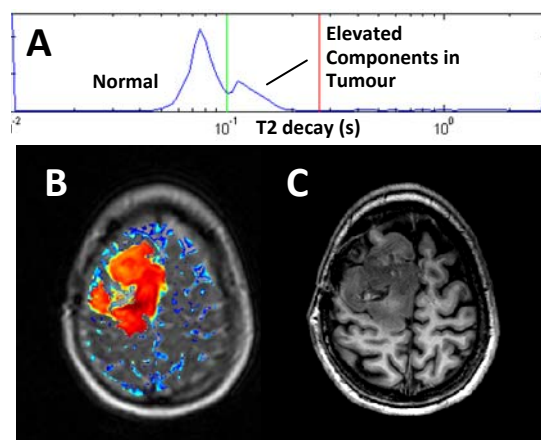 A
Elevated
Components in
Tumour
Normal
10⁻¹
T2 decay (s)
10⁰
B
C